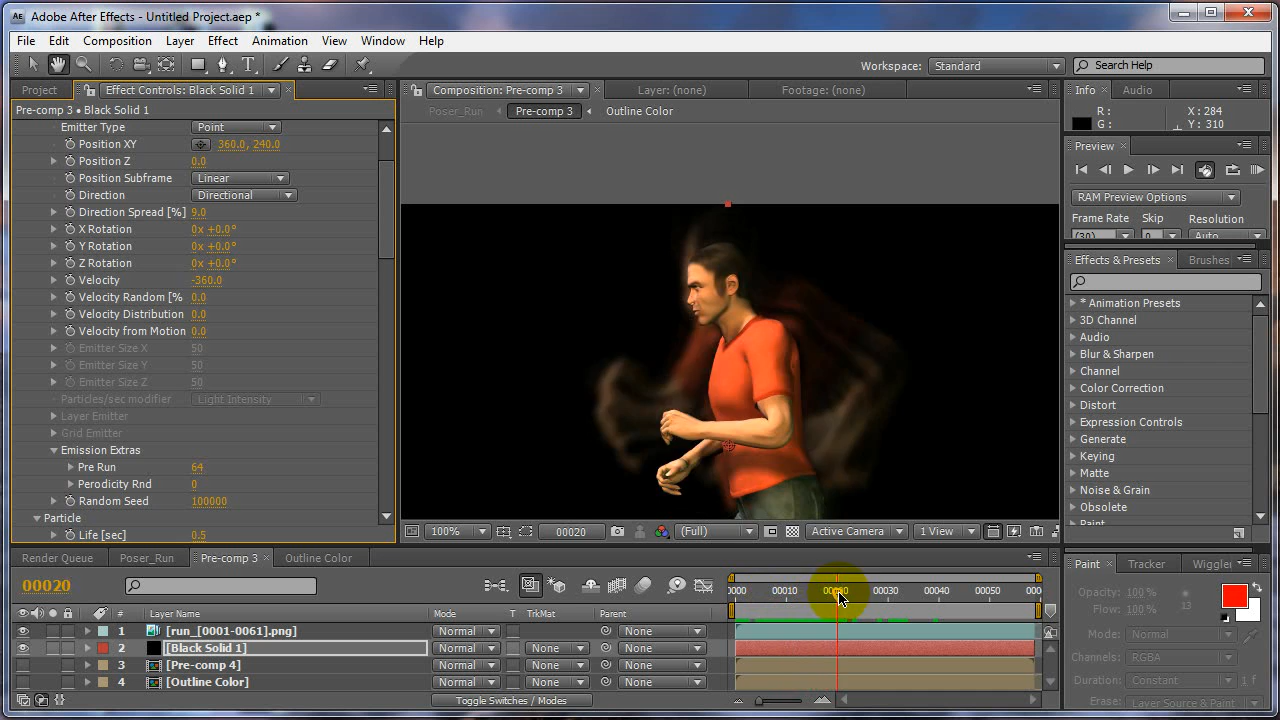 Adobe After Effects - Untitled Project.aep *
File Edit Composition Layer Effect Animation View Window Help
Workspace: Standard Search Help
Project Effect Controls: Black Solid 1
Pre-comp 3 • Black Solid 1
Emitter Type Point
Position XY 360.0, 240.0
Position Z 0.0
Position Subframe Linear
Direction Directional
Direction Spread [%] 9.0
X Rotation 0x +0.0°
Y Rotation 0x +0.0°
Z Rotation 0x +0.0°
Velocity -360.0
Velocity Random [% 0.0
Velocity Distribution 0.0
Velocity from Motion 0.0
Emitter Size X 50
Emitter Size Y 50
Emitter Size Z 50
Particles/sec modifier Light Intensity
Layer Emitter
Grid Emitter
Emission Extras
Pre Run 64
Perodicity Rnd 0
Random Seed 100000
Particle
Life [sec] 0.5
Composition: Pre-comp 3 Layer: (none) Footage: (none)
Poser_Run Pre-comp 3 Outline Color
100% 00020 (Full) Active Camera 1 View
Info Audio
R: X: 284
G: Y: 310
Preview
RAM Preview Options
Frame Rate Skip Resolution
(30) 0 Auto
Effects & Presets Brushes
* Animation Presets
3D Channel
Audio
Blur & Sharpen
Channel
Color Correction
Distort
Expression Controls
Generate
Keying
Matte
Noise & Grain
Obsolete
Paint
Render Queue Poser_Run Pre-comp 3 Outline Color
00020
0000 00010 00030 00040 00050
# Layer Name Mode T TrkMat Parent
1 [run_[0001-0061].png] Normal None
2 [Black Solid 1] Normal None None
3 [Pre-comp 4] Normal None None
4 [Outline Color] Normal None None
Toggle Switches / Modes
Paint Tracker Wiggler
Opacity: 100 %
Flow: 100 % 13
Mode: Normal
Channels: RGBA
Duration: Constant 1 f
Erase: Layer Source & Paint